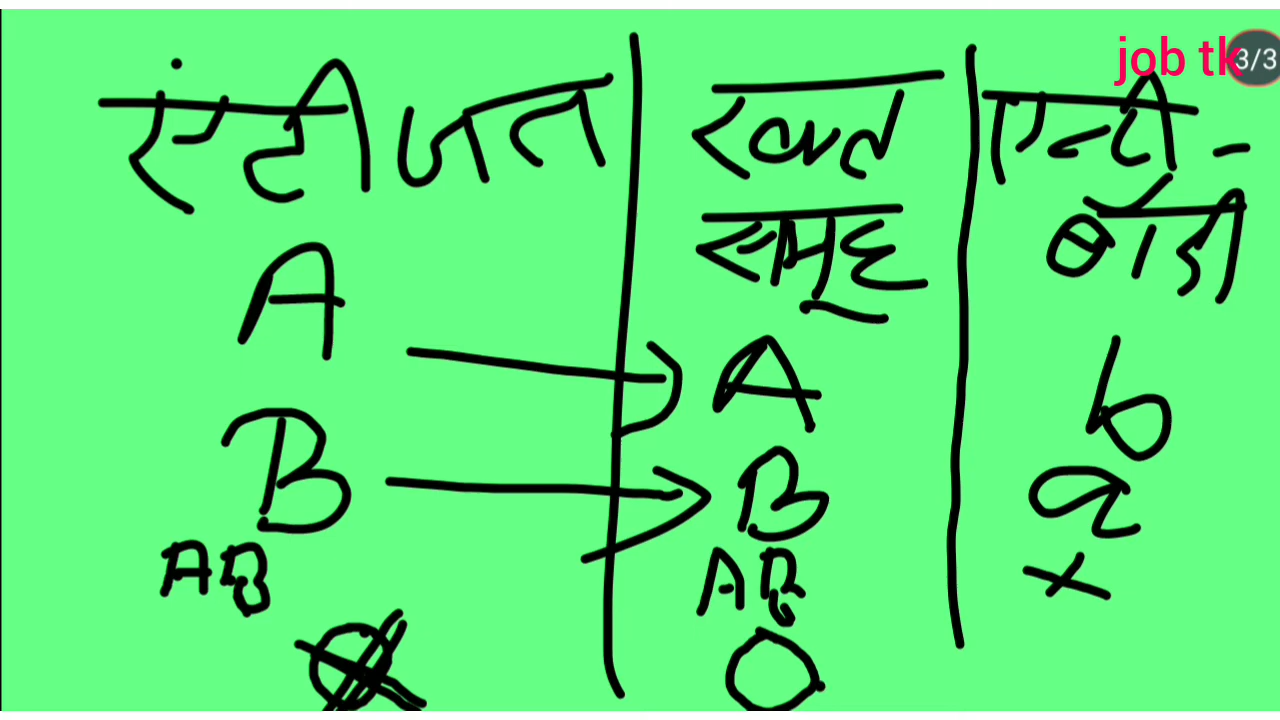 job tk 3/3
एंटीजन रक्त एन्टी -
समुह बॉडी
A A b
B B a
AB AB x
O O